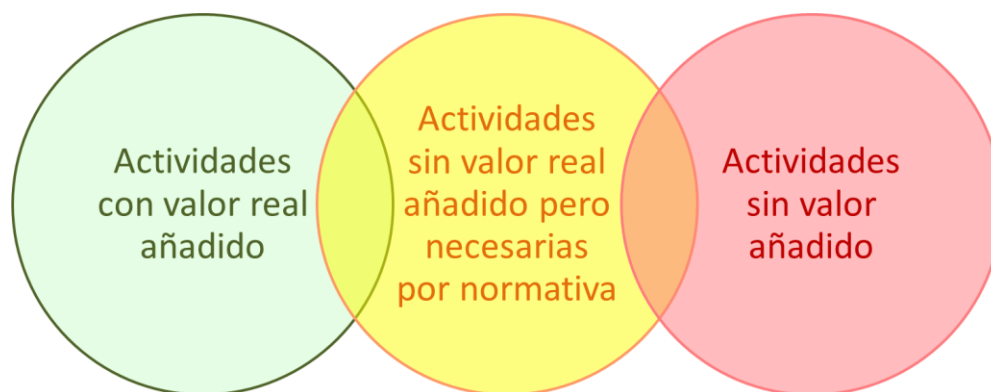 Actividades
con valor real
añadido
Actividades
sin valor real
añadido pero
necesarias
por normativa
Actividades
sin valor
añadido